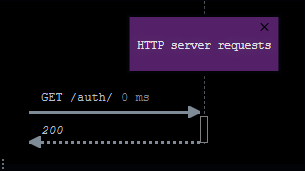 HTTP server requests
GET /auth/ 0 ms
200